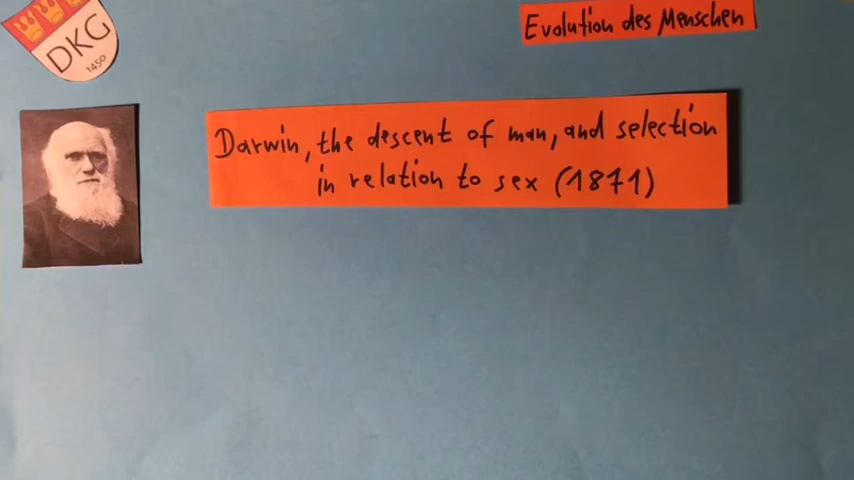 DKG
1450
Evolution des Menschen
Darwin, the descent of man, and selection
in relation to sex (1871)